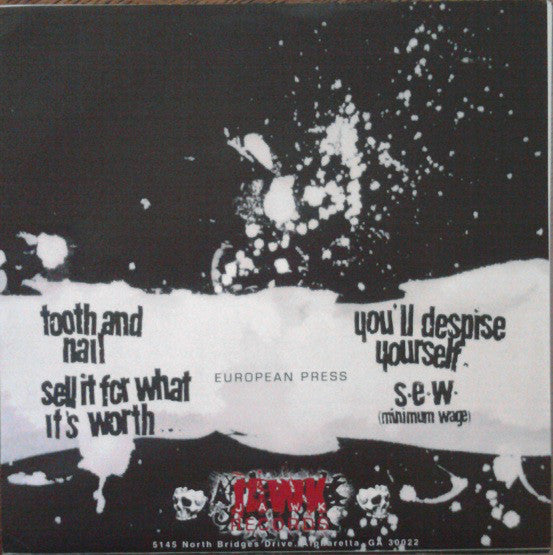 tooth and
nail
sell it for what
it's worth
EUROPEAN PRESS
you'll despise
yourself.
s.e.w.
(minimum wage)
RECORDS
5145 North Bridges Drive. Alpharetta, GA 30022